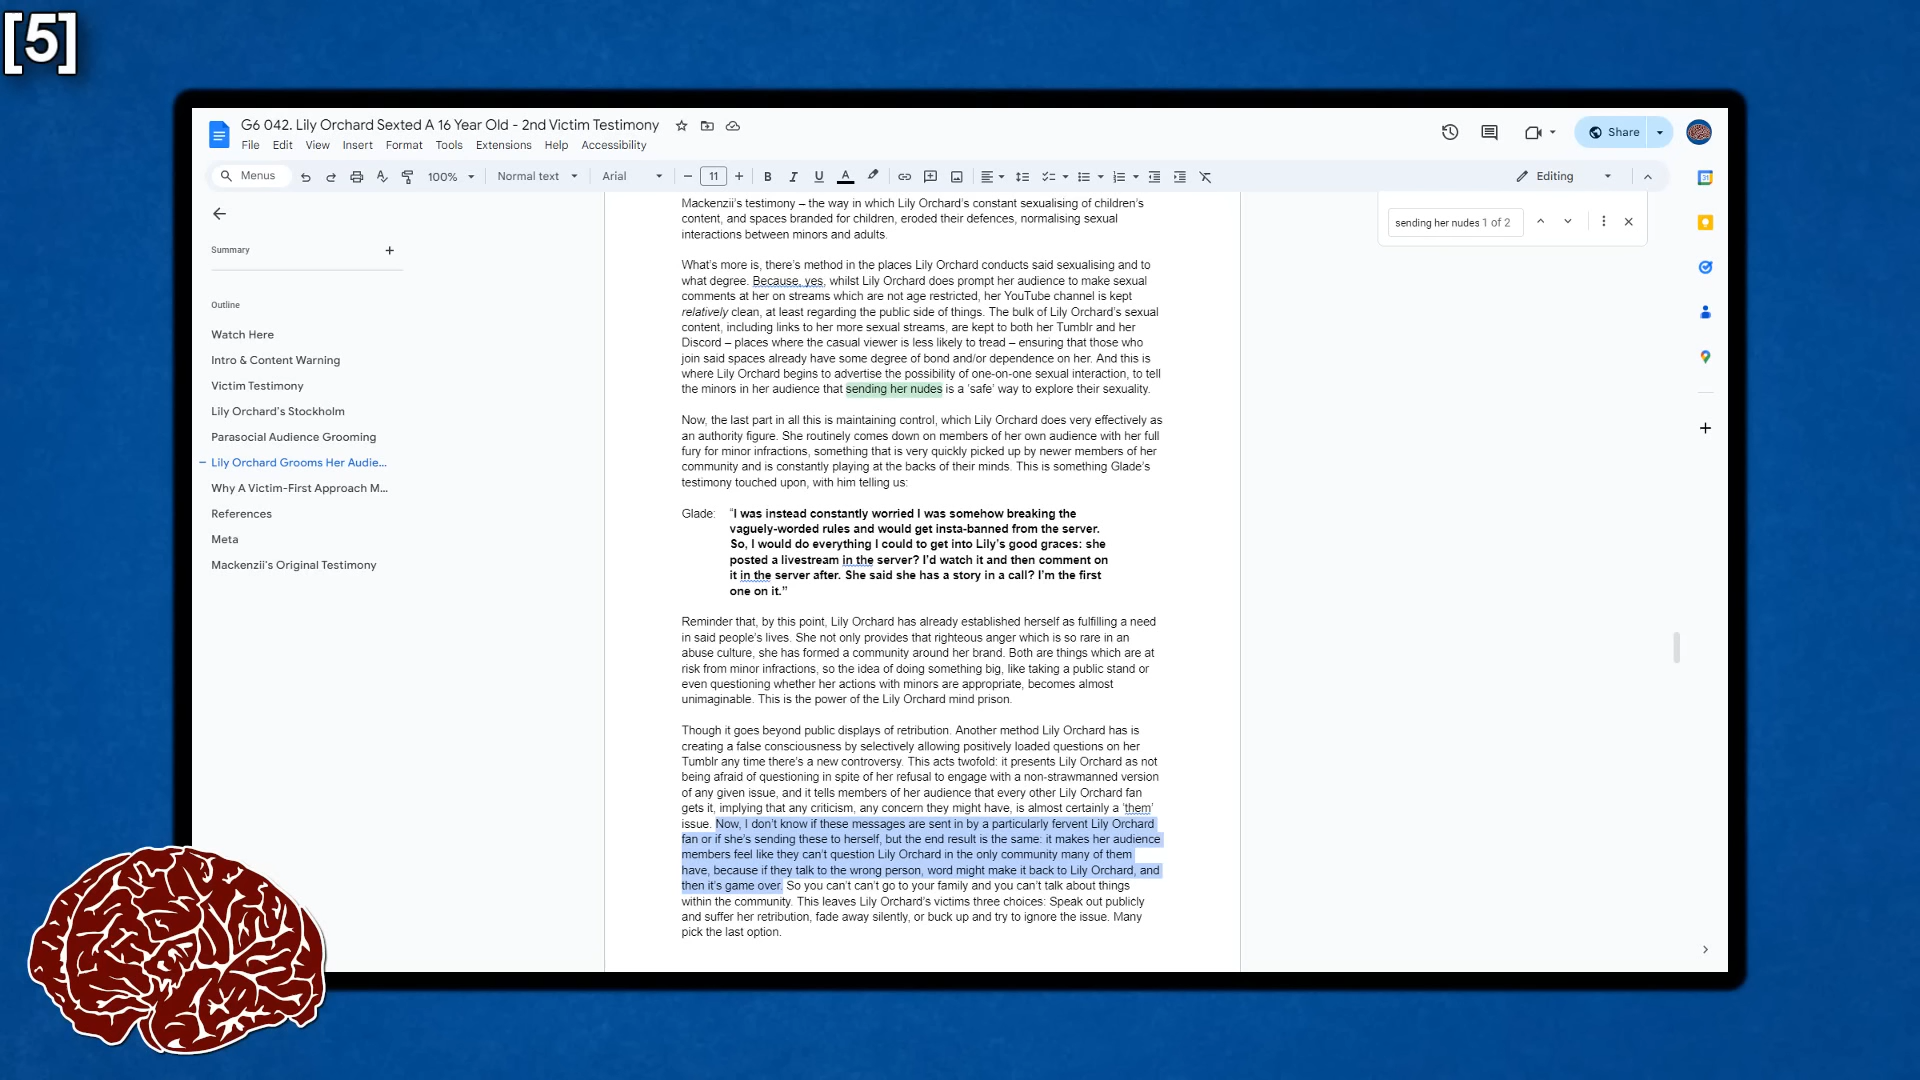 [5]
G6 042. Lily Orchard Sexted A 16 Year Old - 2nd Victim Testimony
File Edit View Insert Format Tools Extensions Help Accessibility
Share
Menus
100%
Normal text
Arial
11
Editing
sending her nudes 1 of 2
Summary
Outline
Watch Here
Intro & Content Warning
Victim Testimony
Lily Orchard's Stockholm
Parasocial Audience Grooming
Lily Orchard Grooms Her Audie...
Why A Victim-First Approach M...
References
Meta
Mackenzii's Original Testimony
Mackenzii's testimony – the way in which Lily Orchard's constant sexualising of children's
content, and spaces branded for children, eroded their defences, normalising sexual
interactions between minors and adults.
What's more is, there's method in the places Lily Orchard conducts said sexualising and to
what degree. Because, yes, whilst Lily Orchard does prompt her audience to make sexual
comments at her on streams which are not age restricted, her YouTube channel is kept
relatively clean, at least regarding the public side of things. The bulk of Lily Orchard's sexual
content, including links to her more sexual streams, are kept to both her Tumblr and her
Discord – places where the casual viewer is less likely to tread – ensuring that those who
join said spaces already have some degree of bond and/or dependence on her. And this is
where Lily Orchard begins to advertise the possibility of one-on-one sexual interaction, to tell
the minors in her audience that sending her nudes is a 'safe' way to explore their sexuality.
Now, the last part in all this is maintaining control, which Lily Orchard does very effectively as
an authority figure. She routinely comes down on members of her own audience with her full
fury for minor infractions, something that is very quickly picked up by newer members of her
community and is constantly playing at the backs of their minds. This is something Glade's
testimony touched upon, with him telling us:
Glade: "I was instead constantly worried I was somehow breaking the
vaguely-worded rules and would get insta-banned from the server.
So, I would do everything I could to get into Lily's good graces: she
posted a livestream in the server? I'd watch it and then comment on
it in the server after. She said she has a story in a call? I'm the first
one on it."
Reminder that, by this point, Lily Orchard has already established herself as fulfilling a need
in said people's lives. She not only provides that righteous anger which is so rare in an
abuse culture, she has formed a community around her brand. Both are things which are at
risk from minor infractions, so the idea of doing something big, like taking a public stand or
even questioning whether her actions with minors are appropriate, becomes almost
unimaginable. This is the power of the Lily Orchard mind prison.
Though it goes beyond public displays of retribution. Another method Lily Orchard has is
creating a false consciousness by selectively allowing positively loaded questions on her
Tumblr any time there's a new controversy. This acts twofold: it presents Lily Orchard as not
being afraid of questioning in spite of her refusal to engage with a non-strawmanned version
of any given issue, and it tells members of her audience that every other Lily Orchard fan
gets it, implying that any criticism, any concern they might have, is almost certainly a 'them'
issue. Now, I don't know if these messages are sent in by a particularly fervent Lily Orchard
fan or if she's sending these to herself, but the end result is the same: it makes her audience
members feel like they can't question Lily Orchard in the only community many of them
have, because if they talk to the wrong person, word might make it back to Lily Orchard, and
then it's game over. So you can't can't go to your family and you can't talk about things
within the community. This leaves Lily Orchard's victims three choices: Speak out publicly
and suffer her retribution, fade away silently, or buck up and try to ignore the issue. Many
pick the last option.